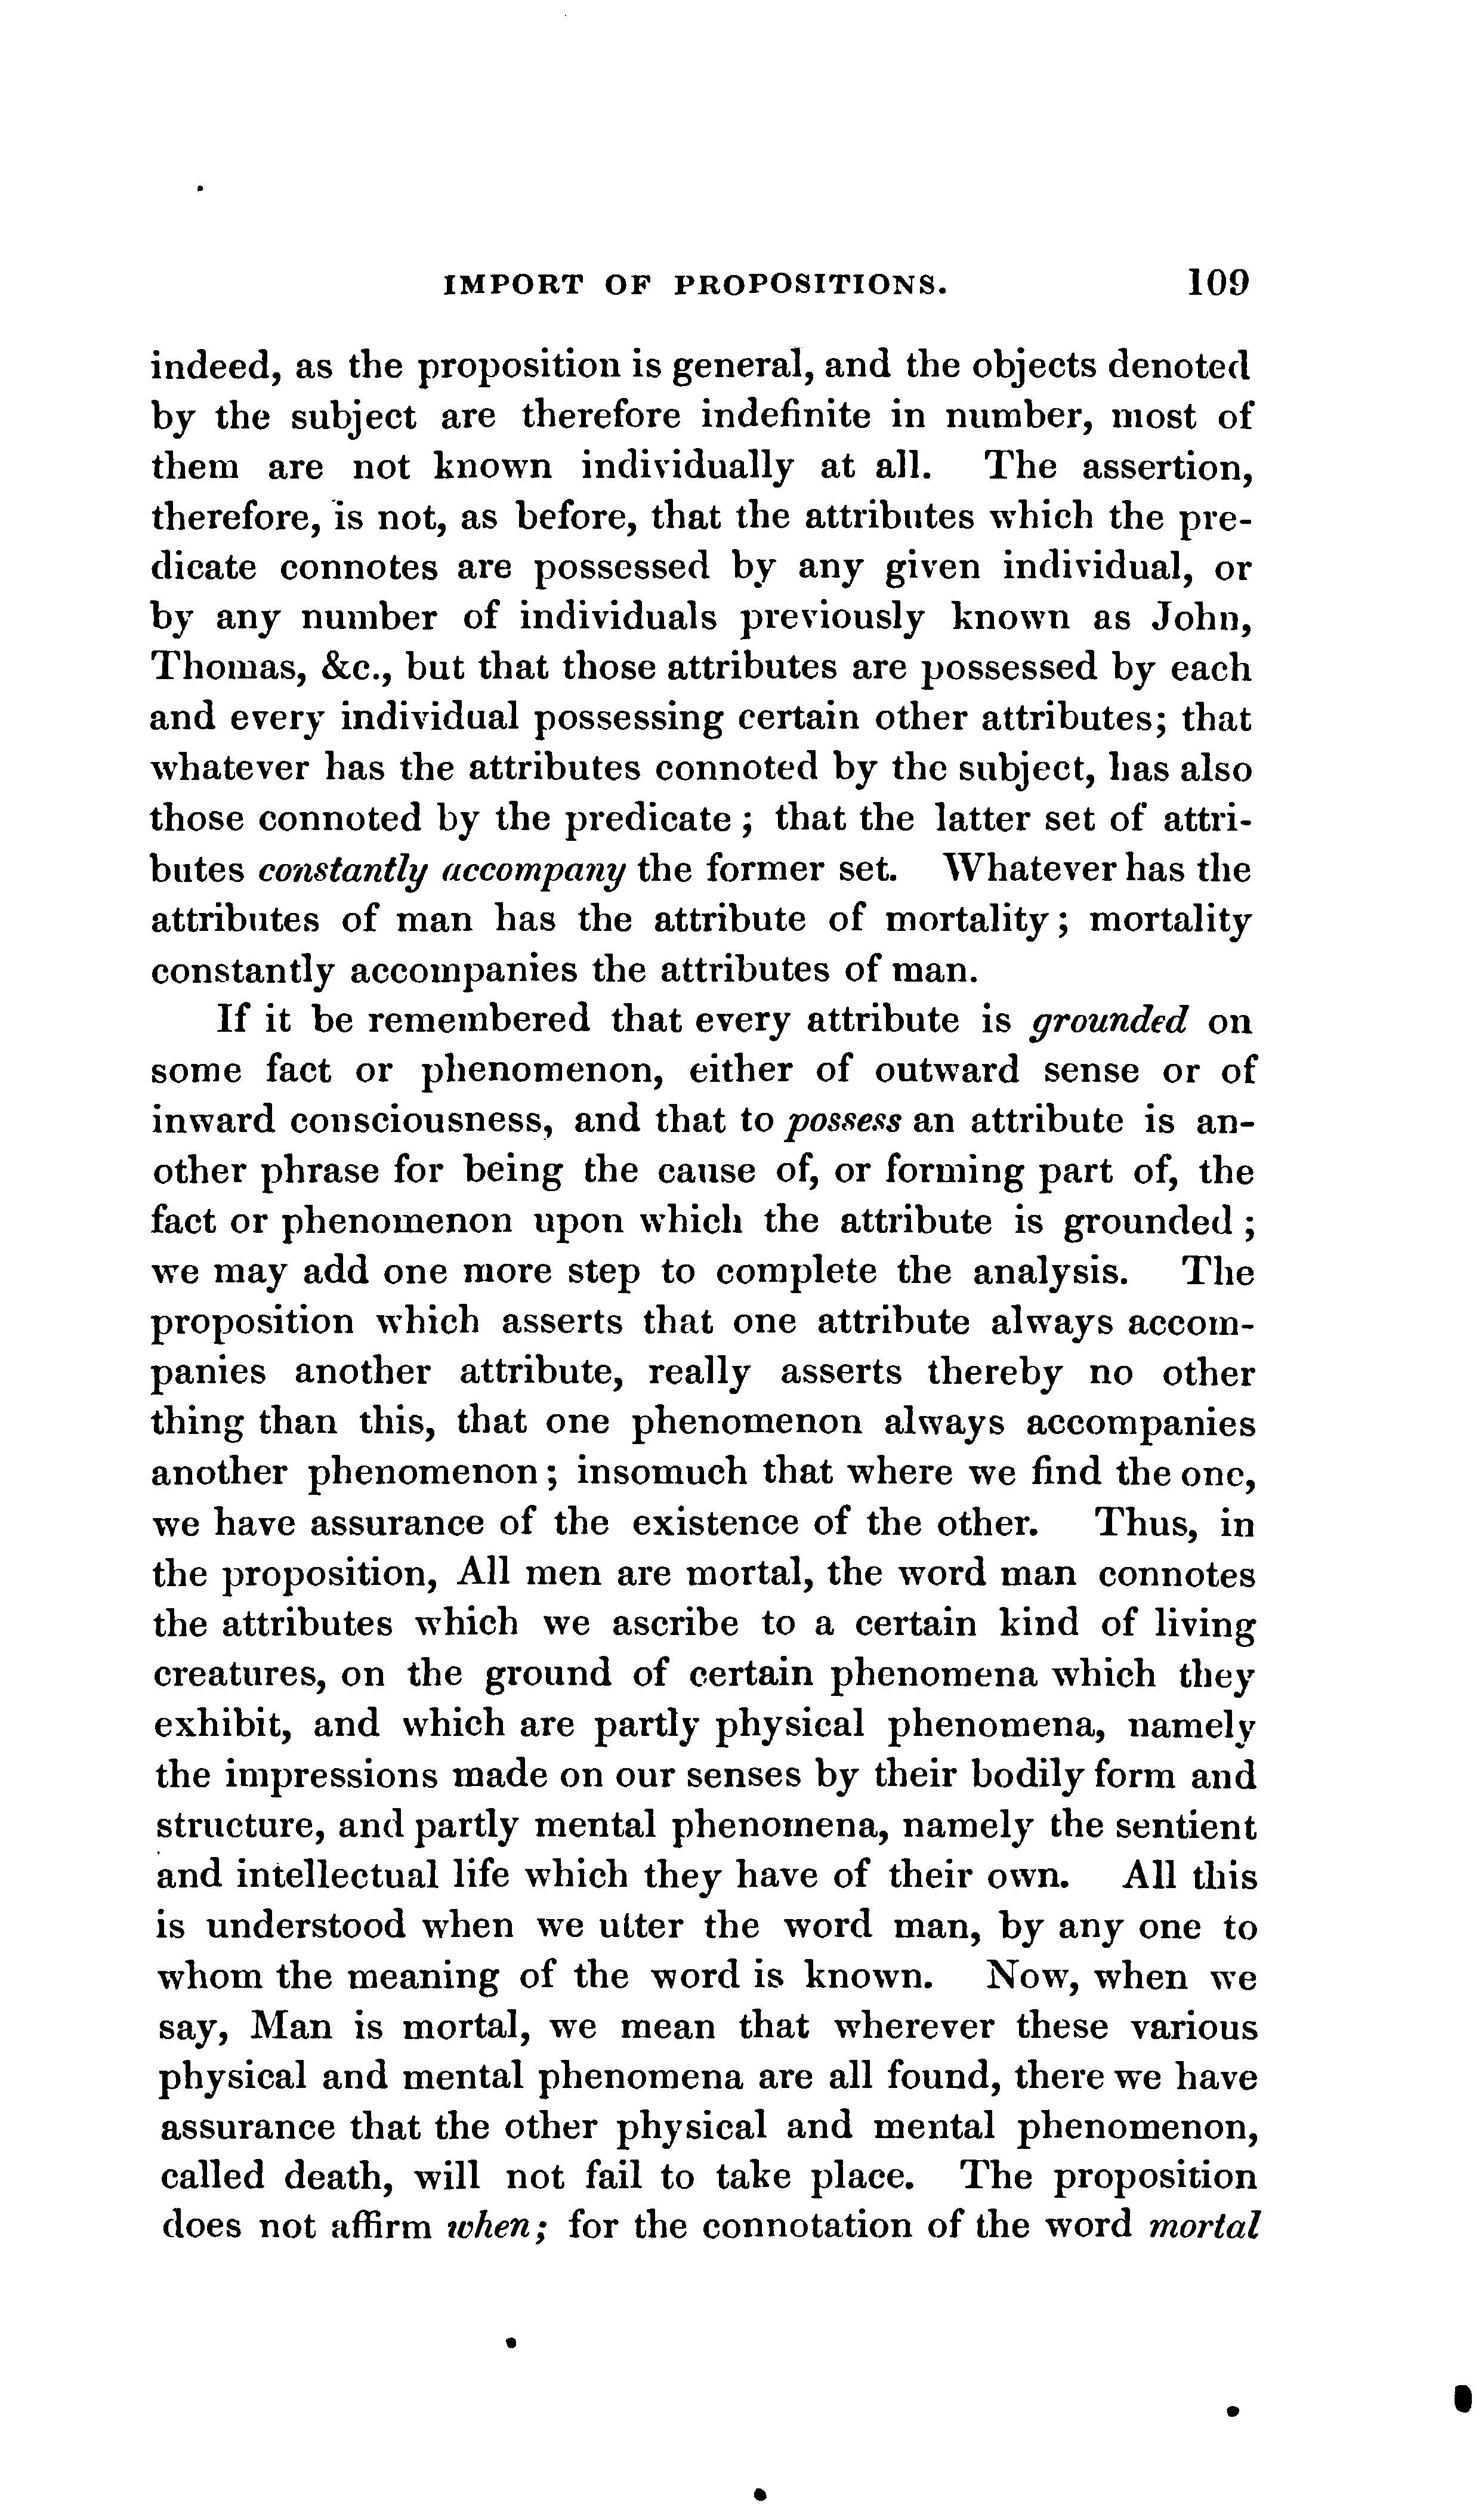 IMPORT OF PROPOSITIONS. 109
indeed, as the proposition is general, and the objects denoted
by the subject are therefore indefinite in number, most of
them are not known individually at all. The assertion,
therefore, is not, as before, that the attributes which the pre-
dicate connotes are possessed by any given individual, or
by any number of individuals previously known as John,
Thomas, &c., but that those attributes are possessed by each
and every individual possessing certain other attributes; that
whatever has the attributes connoted by the subject, has also
those connoted by the predicate; that the latter set of attri-
butes constantly accompany the former set. Whatever has the
attributes of man has the attribute of mortality; mortality
constantly accompanies the attributes of man.
If it be remembered that every attribute is grounded on
some fact or phenomenon, either of outward sense or of
inward consciousness, and that to possess an attribute is an-
other phrase for being the cause of, or forming part of, the
fact or phenomenon upon which the attribute is grounded;
we may add one more step to complete the analysis. The
proposition which asserts that one attribute always accom-
panies another attribute, really asserts thereby no other
thing than this, that one phenomenon always accompanies
another phenomenon; insomuch that where we find the one,
we have assurance of the existence of the other. Thus, in
the proposition, All men are mortal, the word man connotes
the attributes which we ascribe to a certain kind of living
creatures, on the ground of certain phenomena which they
exhibit, and which are partly physical phenomena, namely
the impressions made on our senses by their bodily form and
structure, and partly mental phenomena, namely the sentient
and intellectual life which they have of their own. All this
is understood when we utter the word man, by any one to
whom the meaning of the word is known. Now, when we
say, Man is mortal, we mean that wherever these various
physical and mental phenomena are all found, there we have
assurance that the other physical and mental phenomenon,
called death, will not fail to take place. The proposition
does not affirm when; for the connotation of the word mortal